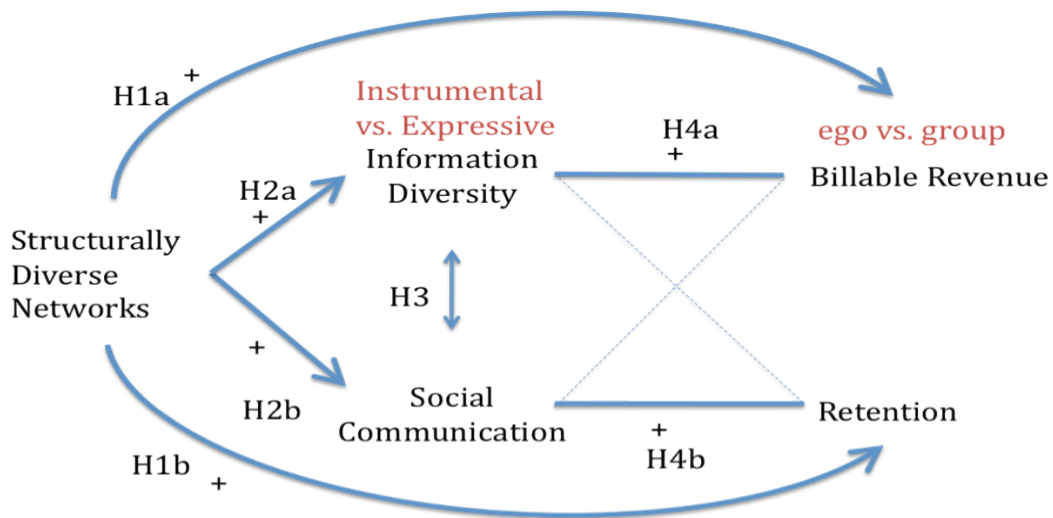 +
H1a
Instrumental
vs. Expressive
Information
Diversity
H4a
+
ego vs. group
Billable Revenue
H2a
+
Structurally
Diverse
Networks
H3
+
H2b
Social
Communication
+
H4b
Retention
H1b
+